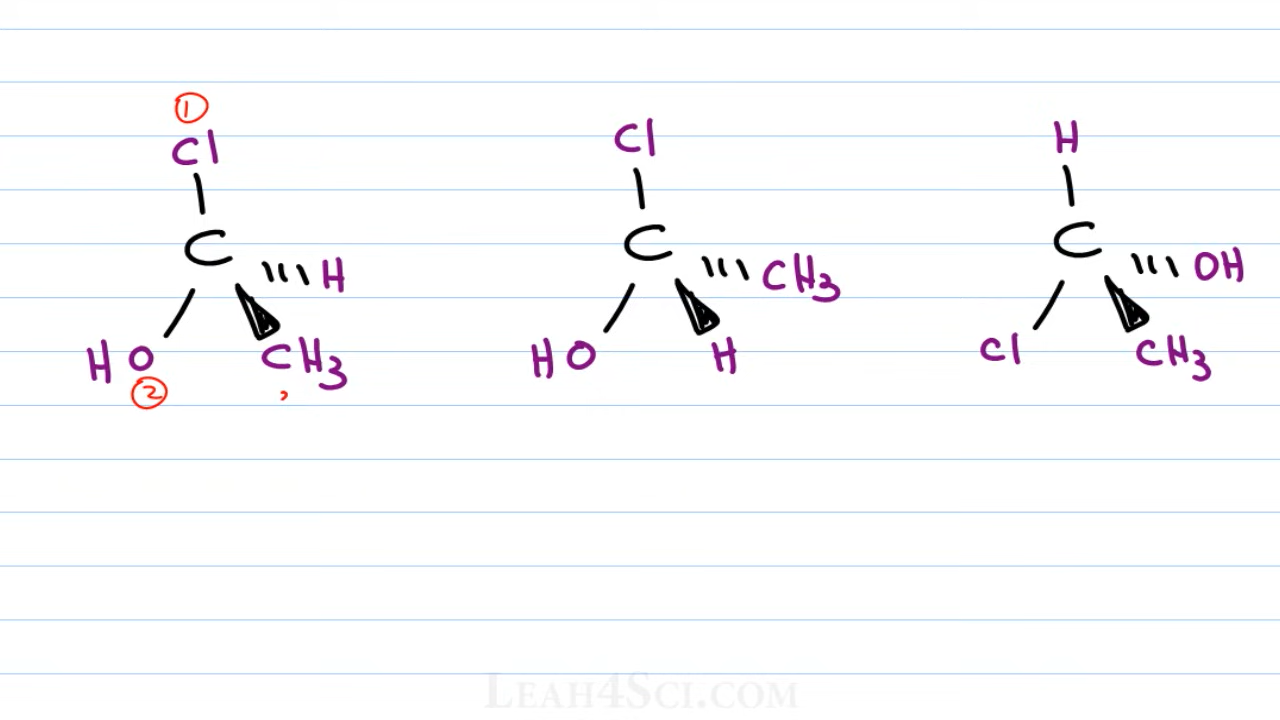 ①
Cl Cl H
C C C
H CH3 OH
HO CH3 HO H Cl CH3
②
LEAH4SCI.COM